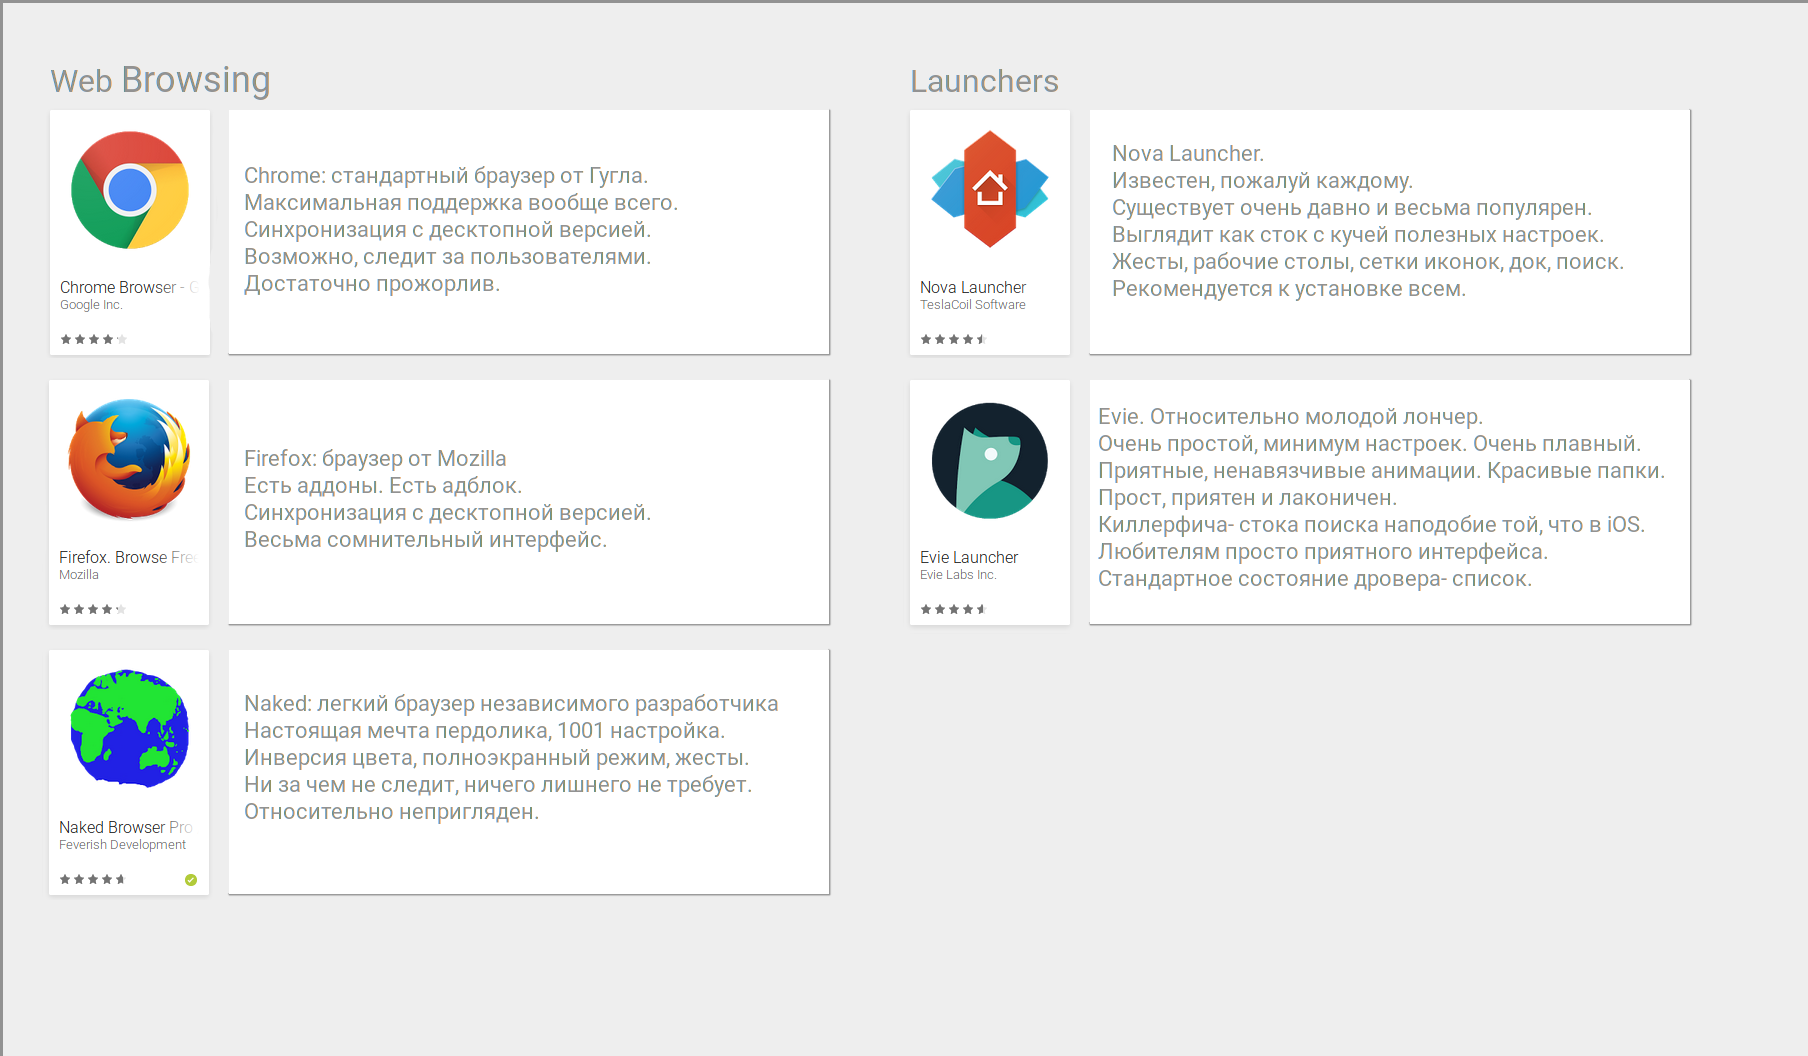 Web Browsing
Chrome Browser - G
Google Inc.
Chrome: стандартный браузер от Гугла.
Максимальная поддержка вообще всего.
Синхронизация с десктопной версией.
Возможно, следит за пользователями.
Достаточно прожорлив.
Firefox. Browse Free
Mozilla
Firefox: браузер от Mozilla
Есть аддоны. Есть адблок.
Синхронизация с десктопной версией.
Весьма сомнительный интерфейс.
Naked Browser Pro
Feverish Development
Naked: легкий браузер независимого разработчика
Настоящая мечта пердолика, 1001 настройка.
Инверсия цвета, полноэкранный режим, жесты.
Ни за чем не следит, ничего лишнего не требует.
Относительно непригляден.
Launchers
Nova Launcher
TeslaCoil Software
Nova Launcher.
Известен, пожалуй каждому.
Существует очень давно и весьма популярен.
Выглядит как сток с кучей полезных настроек.
Жесты, рабочие столы, сетки иконок, док, поиск.
Рекомендуется к установке всем.
Evie Launcher
Evie Labs Inc.
Evie. Относительно молодой лончер.
Очень простой, минимум настроек. Очень плавный.
Приятные, ненавязчивые анимации. Красивые папки.
Прост, приятен и лаконичен.
Киллерфича- стока поиска наподобие той, что в iOS.
Любителям просто приятного интерфейса.
Стандартное состояние дровера- список.